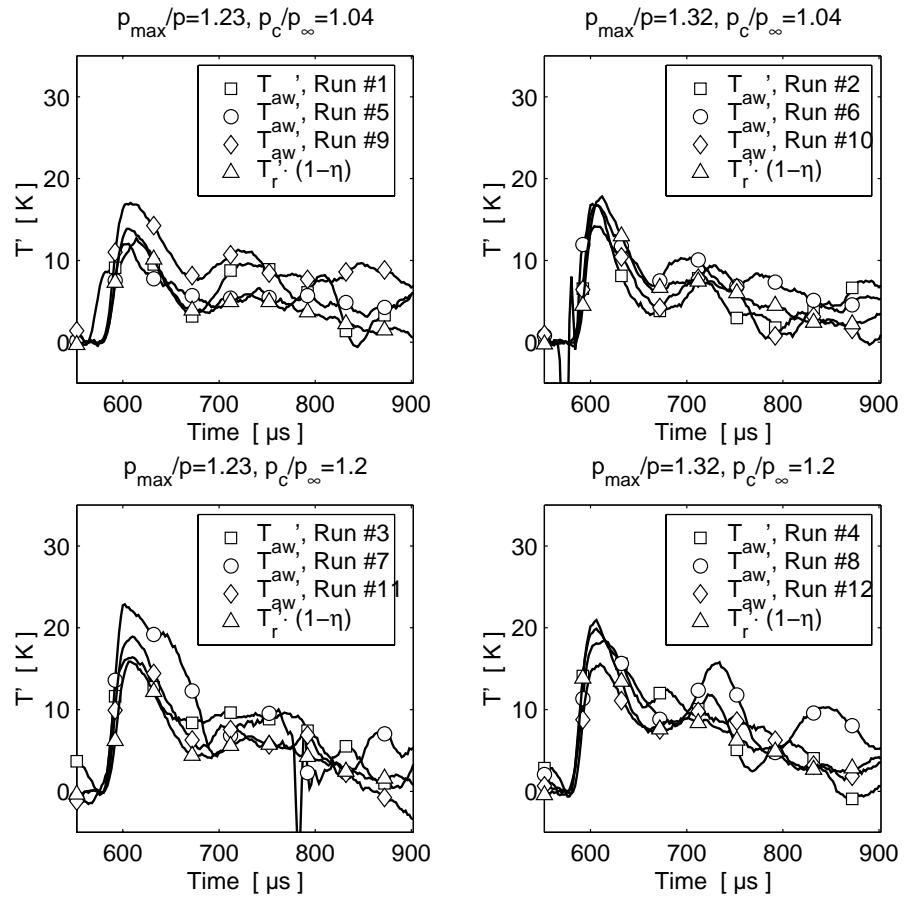 p_max/p=1.23, p_c/p_∞=1.04
T_aw', Run #1
T_aw', Run #5
T_aw', Run #9
T_r'· (1−η)
T' [ K ]
30
20
10
0
600 700 800 900
Time [ µs ]
p_max/p=1.32, p_c/p_∞=1.04
T_aw', Run #2
T_aw', Run #6
T_aw', Run #10
T_r'· (1−η)
T' [ K ]
30
20
10
0
600 700 800 900
Time [ µs ]
p_max/p=1.23, p_c/p_∞=1.2
T_aw', Run #3
T_aw', Run #7
T_aw', Run #11
T_r'· (1−η)
T' [ K ]
30
20
10
0
600 700 800 900
Time [ µs ]
p_max/p=1.32, p_c/p_∞=1.2
T_aw', Run #4
T_aw', Run #8
T_aw', Run #12
T_r'· (1−η)
T' [ K ]
30
20
10
0
600 700 800 900
Time [ µs ]